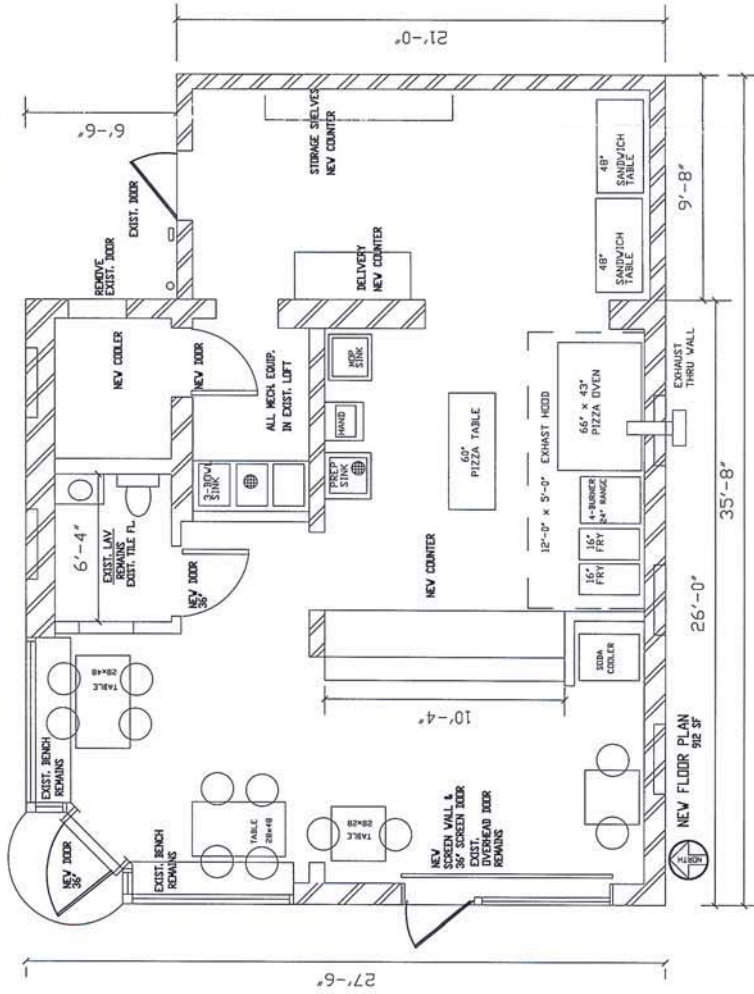 21'-0"
6'-6"
EXIST. DOOR
REMOVE
EXIST. DOOR
STORAGE SHELVES
NEW COUNTER
DELIVERY
NEW COUNTER
48"
SANDWICH
TABLE
48"
SANDWICH
TABLE
9'-8"
NEW COOLER
NEW DOOR
ALL MECH. EQUIP.
IN EXIST. LOFT
MOP
SINK
HAND
PREP
SINK
3-BOWL
SINK
60"
PIZZA TABLE
12'-0" x 5'-0" EXHAST HOOD
66" x 43"
PIZZA OVEN
EXHAUST
THRU WALL
4-BURNER
24" RANGE
16"
FRY
16"
FRY
6'-4"
EXIST. LAV.
REMAINS
EXIST. TILE FL.
NEW DOOR
36"
NEW COUNTER
35'-8"
26'-0"
SODA
COOLER
10'-4"
TABLE
28x48
EXIST. BENCH
REMAINS
TABLE
28x48
TABLE
28x28
NEW DOOR
36"
EXIST. BENCH
REMAINS
NEW
SCREEN WALL &
36" SCREEN DOOR
EXIST.
OVERHEAD DOOR
REMAINS
NORTH
NEW FLOOR PLAN
912 SF
27'-6"